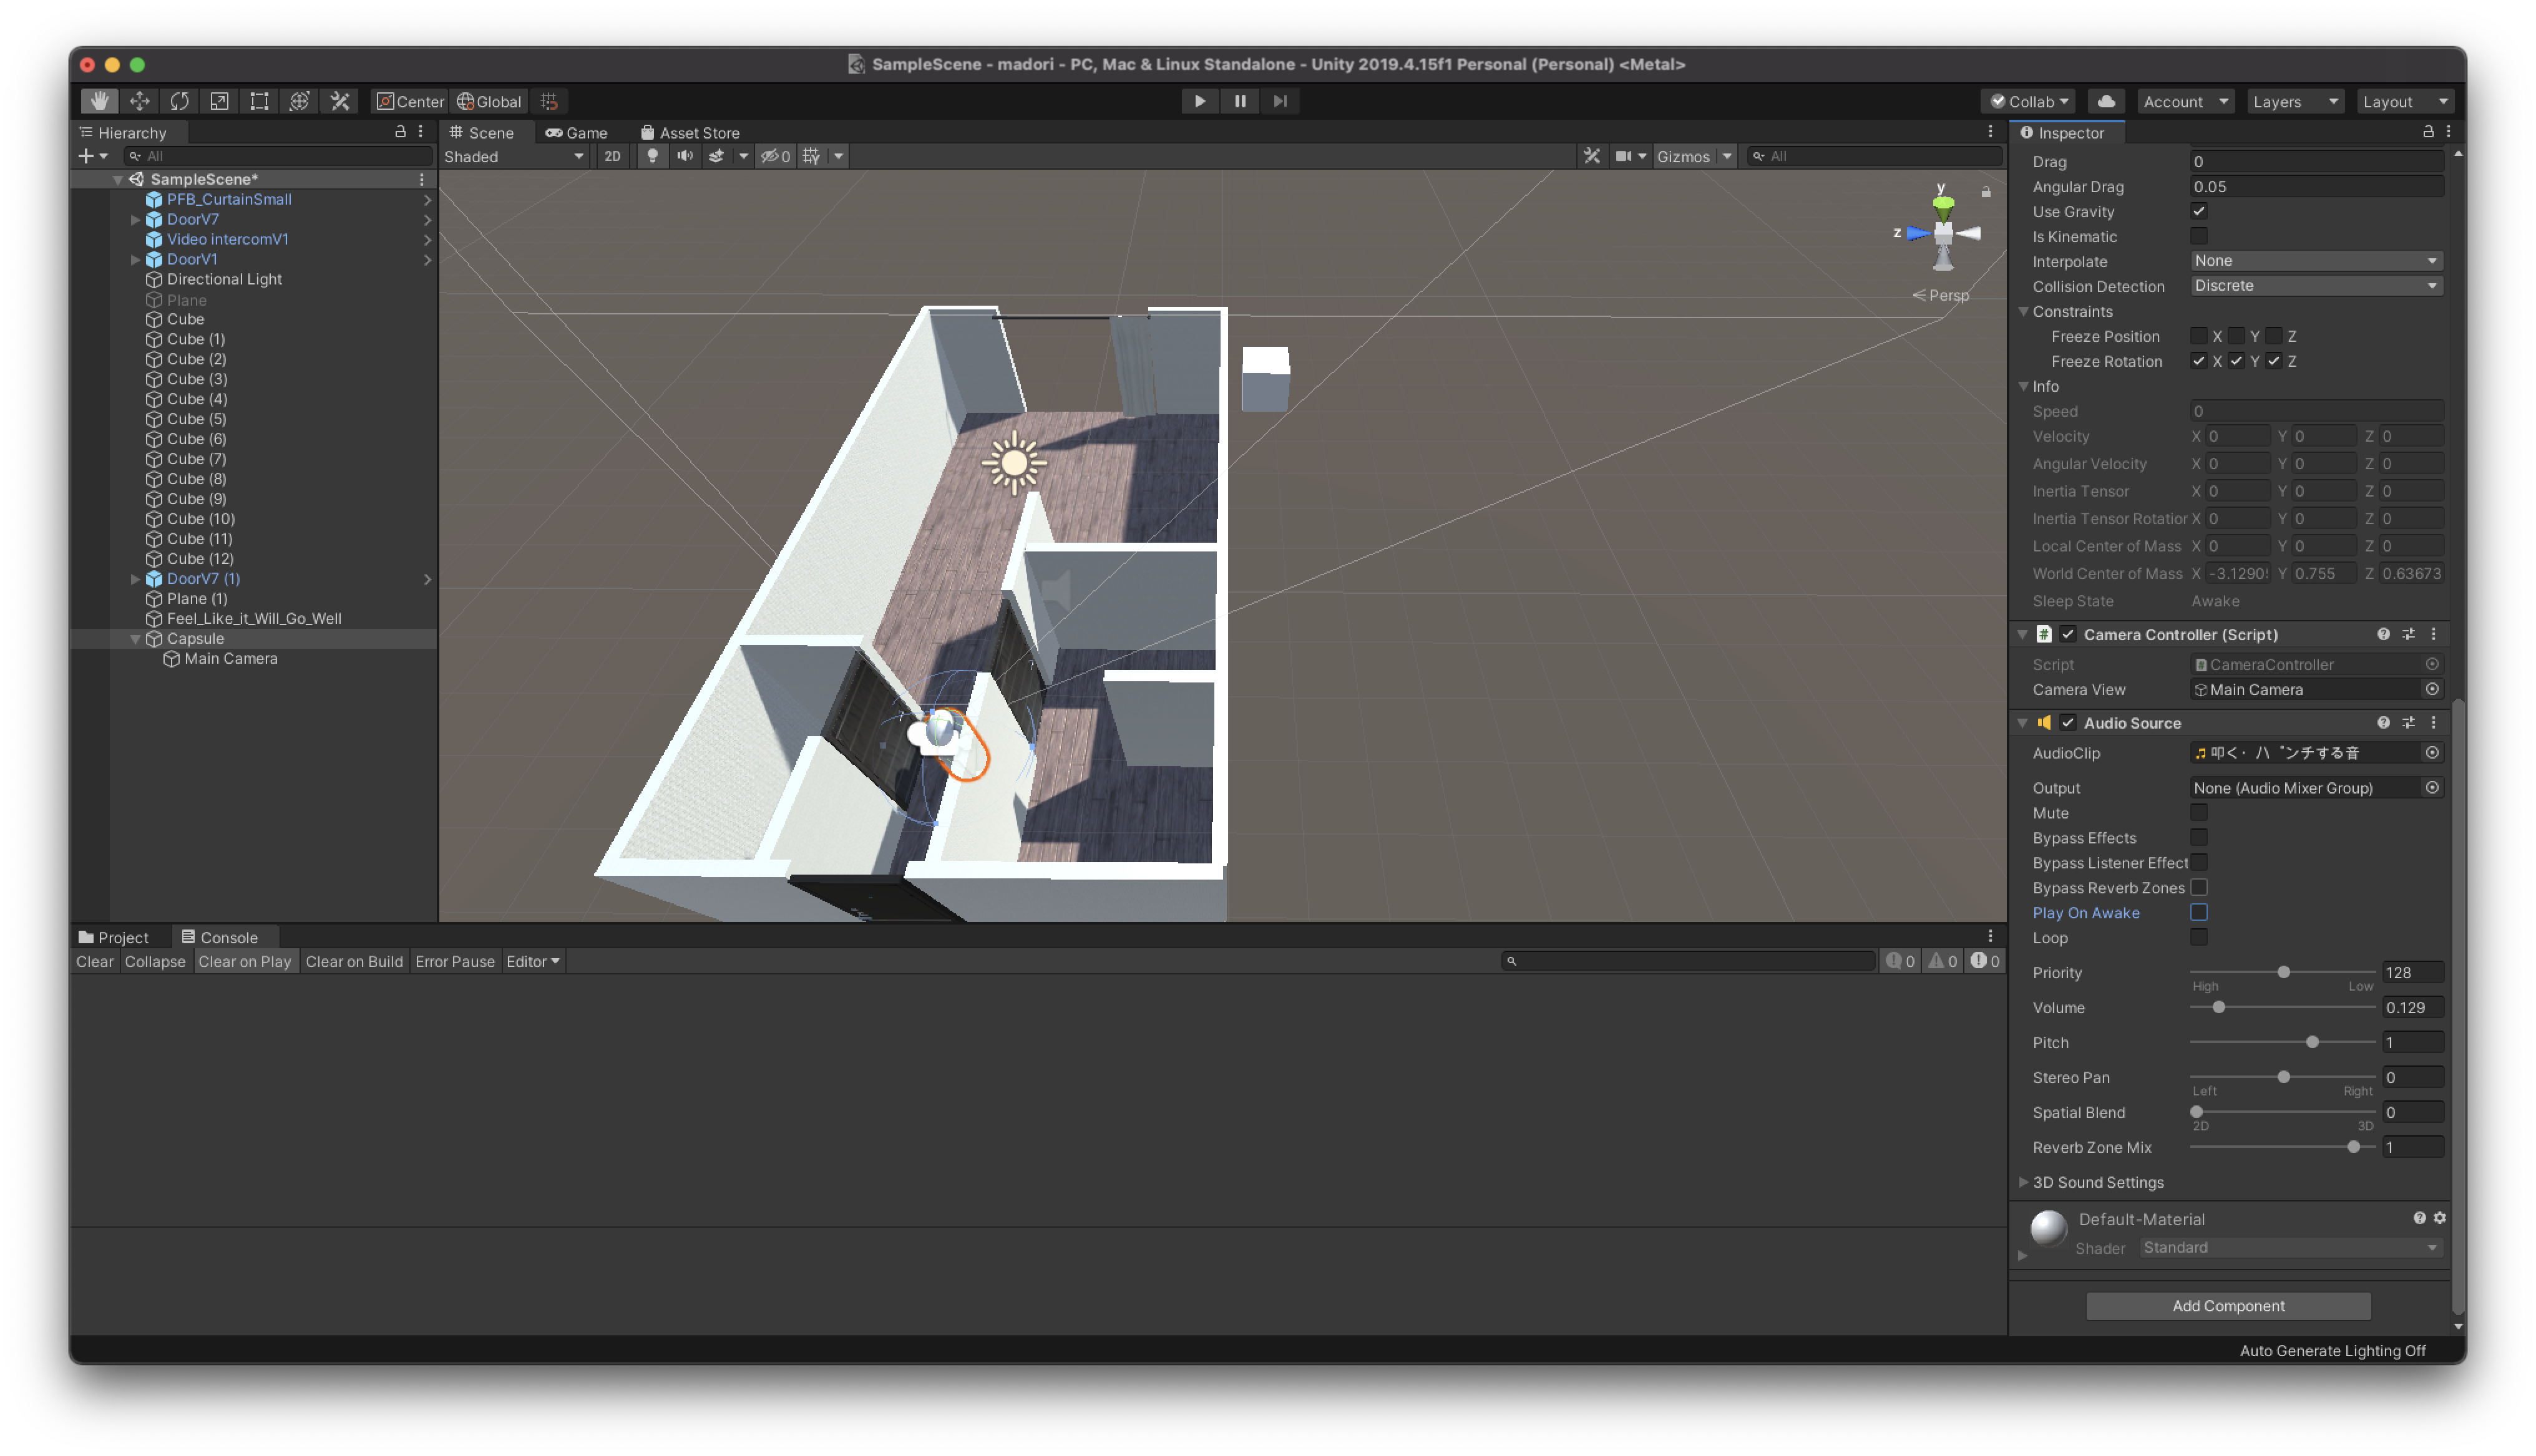 SampleScene - madori - PC, Mac & Linux Standalone - Unity 2019.4.15f1 Personal (Personal) <Metal>
Center Global Collab Account Layers Layout
Hierarchy
All
SampleScene*
PFB_CurtainSmall
DoorV7
Video intercomV1
DoorV1
Directional Light
Plane
Cube
Cube (1)
Cube (2)
Cube (3)
Cube (4)
Cube (5)
Cube (6)
Cube (7)
Cube (8)
Cube (9)
Cube (10)
Cube (11)
Cube (12)
DoorV7 (1)
Plane (1)
Feel_Like_it_Will_Go_Well
Capsule
Main Camera
Scene Game Asset Store
Shaded 2D 0 Gizmos All
y
z
Persp
Project Console
Clear Collapse Clear on Play Clear on Build Error Pause Editor 0 0 0
Inspector
Drag 0
Angular Drag 0.05
Use Gravity
Is Kinematic
Interpolate None
Collision Detection Discrete
Constraints
Freeze Position X Y Z
Freeze Rotation X Y Z
Info
Speed 0
Velocity X 0 Y 0 Z 0
Angular Velocity X 0 Y 0 Z 0
Inertia Tensor X 0 Y 0 Z 0
Inertia Tensor Rotation X 0 Y 0 Z 0
Local Center of Mass X 0 Y 0 Z 0
World Center of Mass X -3.1290 Y 0.755 Z 0.63673
Sleep State Awake
Camera Controller (Script)
Script CameraController
Camera View Main Camera
Audio Source
AudioClip 叩く・ハ゜ンチする音
Output None (Audio Mixer Group)
Mute
Bypass Effects
Bypass Listener Effect
Bypass Reverb Zones
Play On Awake
Loop
Priority 128
High Low
Volume 0.129
Pitch 1
Stereo Pan 0
Left Right
Spatial Blend 0
2D 3D
Reverb Zone Mix 1
3D Sound Settings
Default-Material
Shader Standard
Add Component
Auto Generate Lighting Off